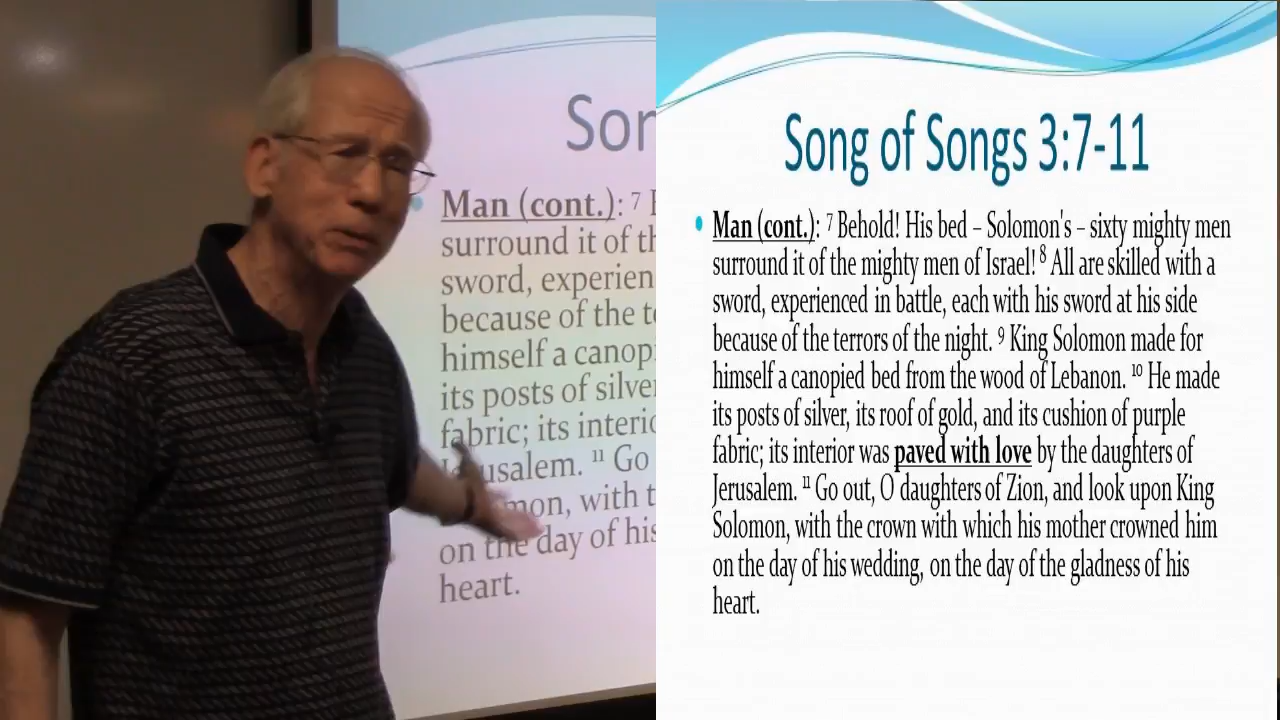 Son
Man (cont.): 7
surround it of th
sword, experien
because of the t
himself a canopi
its posts of silver
fabric; its interio
Jerusalem. 11 Go
mon, with t
on the day of his
heart.
Song of Songs 3:7-11
• Man (cont.): 7 Behold! His bed – Solomon's – sixty mighty men
surround it of the mighty men of Israel! 8 All are skilled with a
sword, experienced in battle, each with his sword at his side
because of the terrors of the night. 9 King Solomon made for
himself a canopied bed from the wood of Lebanon. 10 He made
its posts of silver, its roof of gold, and its cushion of purple
fabric; its interior was paved with love by the daughters of
Jerusalem. 11 Go out, O daughters of Zion, and look upon King
Solomon, with the crown with which his mother crowned him
on the day of his wedding, on the day of the gladness of his
heart.